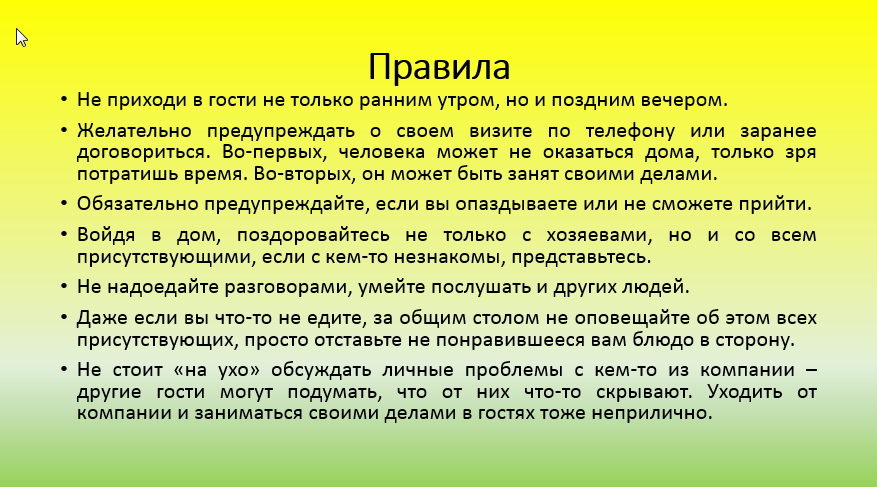 Правила
• Не приходи в гости не только ранним утром, но и поздним вечером.
• Желательно предупреждать о своем визите по телефону или заранее
договориться. Во-первых, человека может не оказаться дома, только зря
потратишь время. Во-вторых, он может быть занят своими делами.
• Обязательно предупреждайте, если вы опаздываете или не сможете прийти.
• Войдя в дом, поздоровайтесь не только с хозяевами, но и со всем
присутствующими, если с кем-то незнакомы, представьтесь.
• Не надоедайте разговорами, умейте послушать и других людей.
• Даже если вы что-то не едите, за общим столом не оповещайте об этом всех
присутствующих, просто отставьте не понравившееся вам блюдо в сторону.
• Не стоит «на ухо» обсуждать личные проблемы с кем-то из компании –
другие гости могут подумать, что от них что-то скрывают. Уходить от
компании и заниматься своими делами в гостях тоже неприлично.